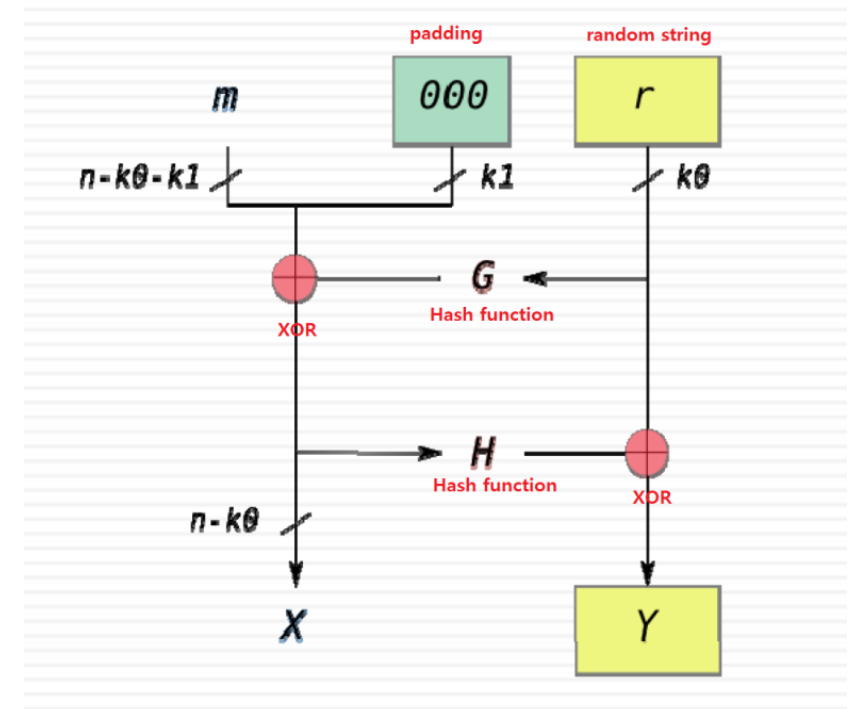 padding
random string
m
000
r
n-k0-k1
k1
k0
G
Hash function
XOR
H
Hash function
XOR
n-k0
X
Y